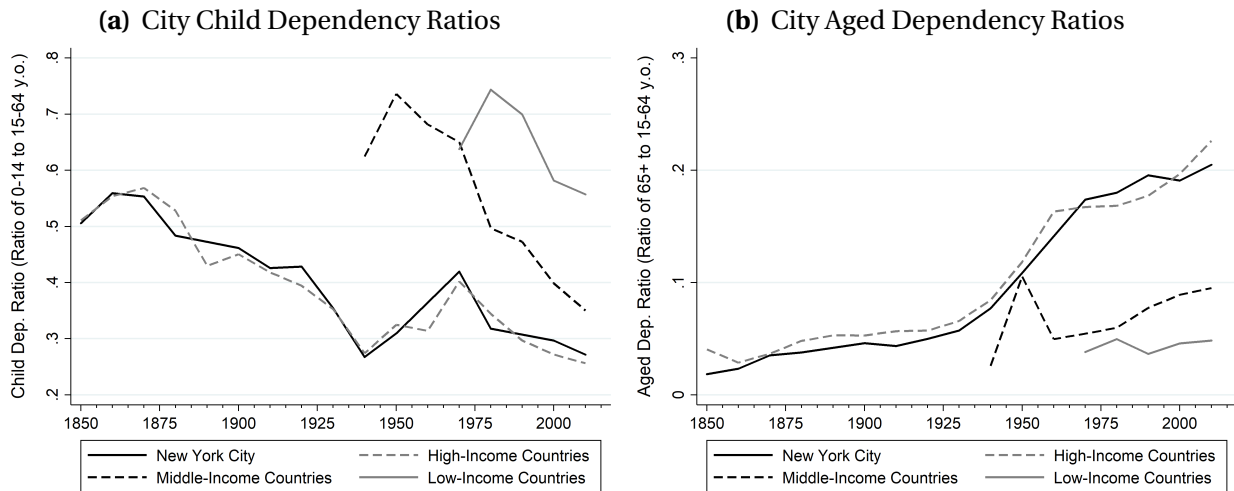 (a) City Child Dependency Ratios
Child Dep. Ratio (Ratio of 0-14 to 15-64 y.o.)
.8
.7
.6
.5
.4
.3
.2
1850 1875 1900 1925 1950 1975 2000
New York City High-Income Countries
Middle-Income Countries Low-Income Countries
(b) City Aged Dependency Ratios
Aged Dep. Ratio (Ratio of 65+ to 15-64 y.o.)
.3
.2
.1
0
1850 1875 1900 1925 1950 1975 2000
New York City High-Income Countries
Middle-Income Countries Low-Income Countries